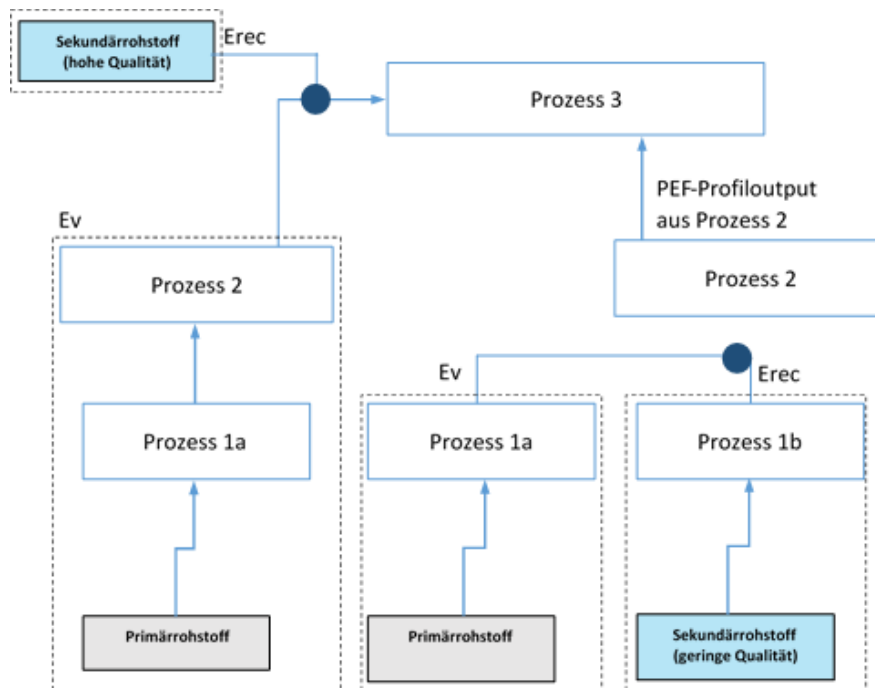 Sekundärrohstoff
(hohe Qualität)
Erec
Prozess 3
PEF-Profiloutput
aus Prozess 2
Ev
Prozess 2
Prozess 2
Ev
Erec
Prozess 1a
Prozess 1a
Prozess 1b
Primärrohstoff
Primärrohstoff
Sekundärrohstoff
(geringe Qualität)